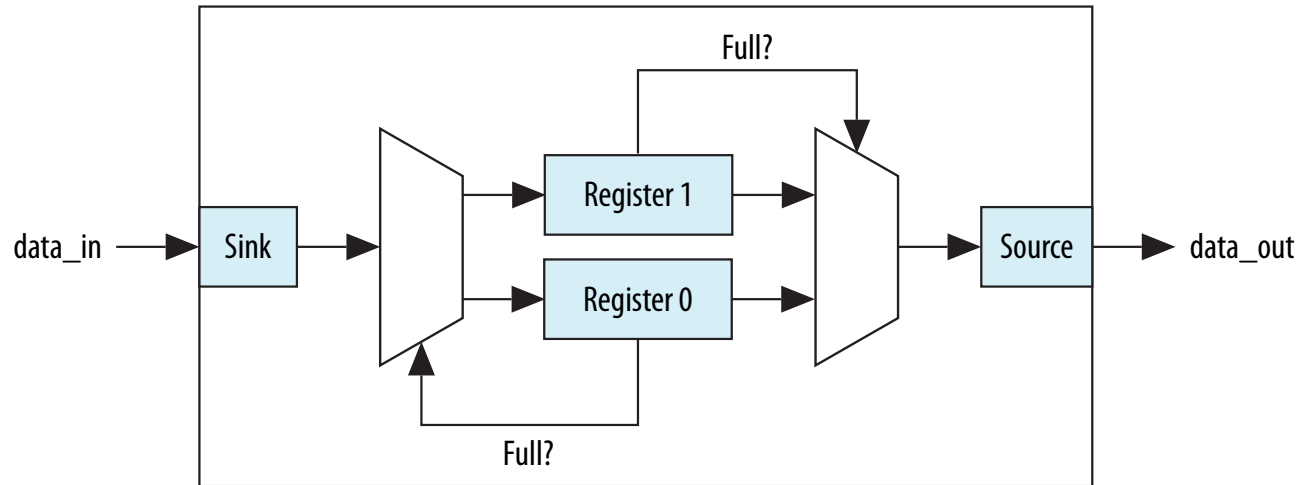 Full?
Register 1
data_in
Sink
Source
data_out
Register 0
Full?